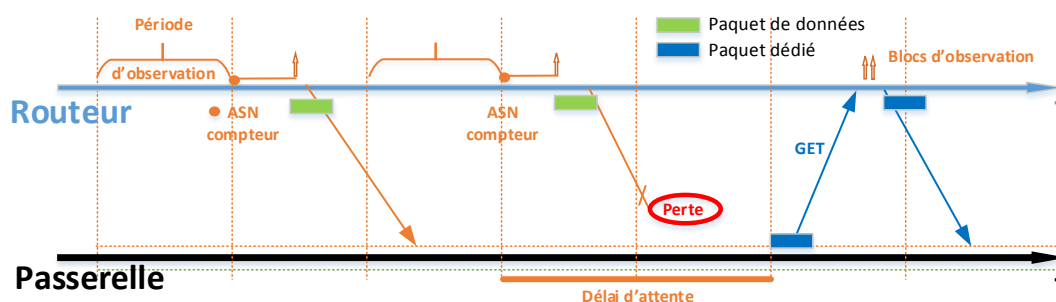 Période
d'observation
Paquet de données
Paquet dédié
Blocs d'observation
Routeur
ASN
compteur
ASN
compteur
GET
Perte
Passerelle
Délai d'attente